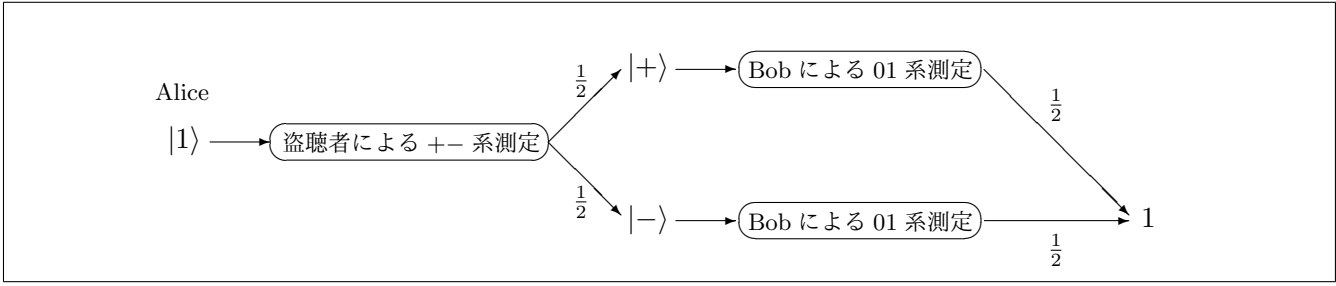 Alice
|1⟩
盗聴者による +− 系測定
1/2
|+⟩
Bob による 01 系測定
1/2
1/2
|−⟩
Bob による 01 系測定
1/2
1